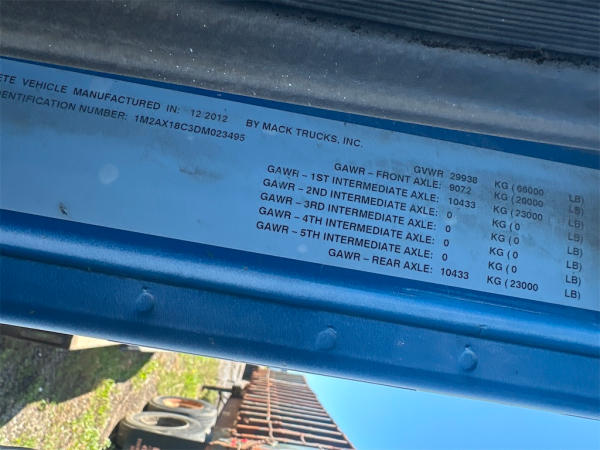 ETE VEHICLE MANUFACTURED IN: 12 2012 BY MACK TRUCKS, INC.
DENTIFICATION NUMBER: 1M2AX18C3DM023495
GVWR 29938 KG ( 66000 LB)
GAWR – FRONT AXLE: 9072 KG ( 20000 LB)
GAWR – 1ST INTERMEDIATE AXLE: 10433 KG ( 23000 LB)
GAWR – 2ND INTERMEDIATE AXLE: 0 KG ( 0 LB)
GAWR – 3RD INTERMEDIATE AXLE: 0 KG ( 0 LB)
GAWR – 4TH INTERMEDIATE AXLE: 0 KG ( 0 LB)
GAWR – 5TH INTERMEDIATE AXLE: 0 KG ( 0 LB)
GAWR – REAR AXLE: 10433 KG ( 23000 LB)